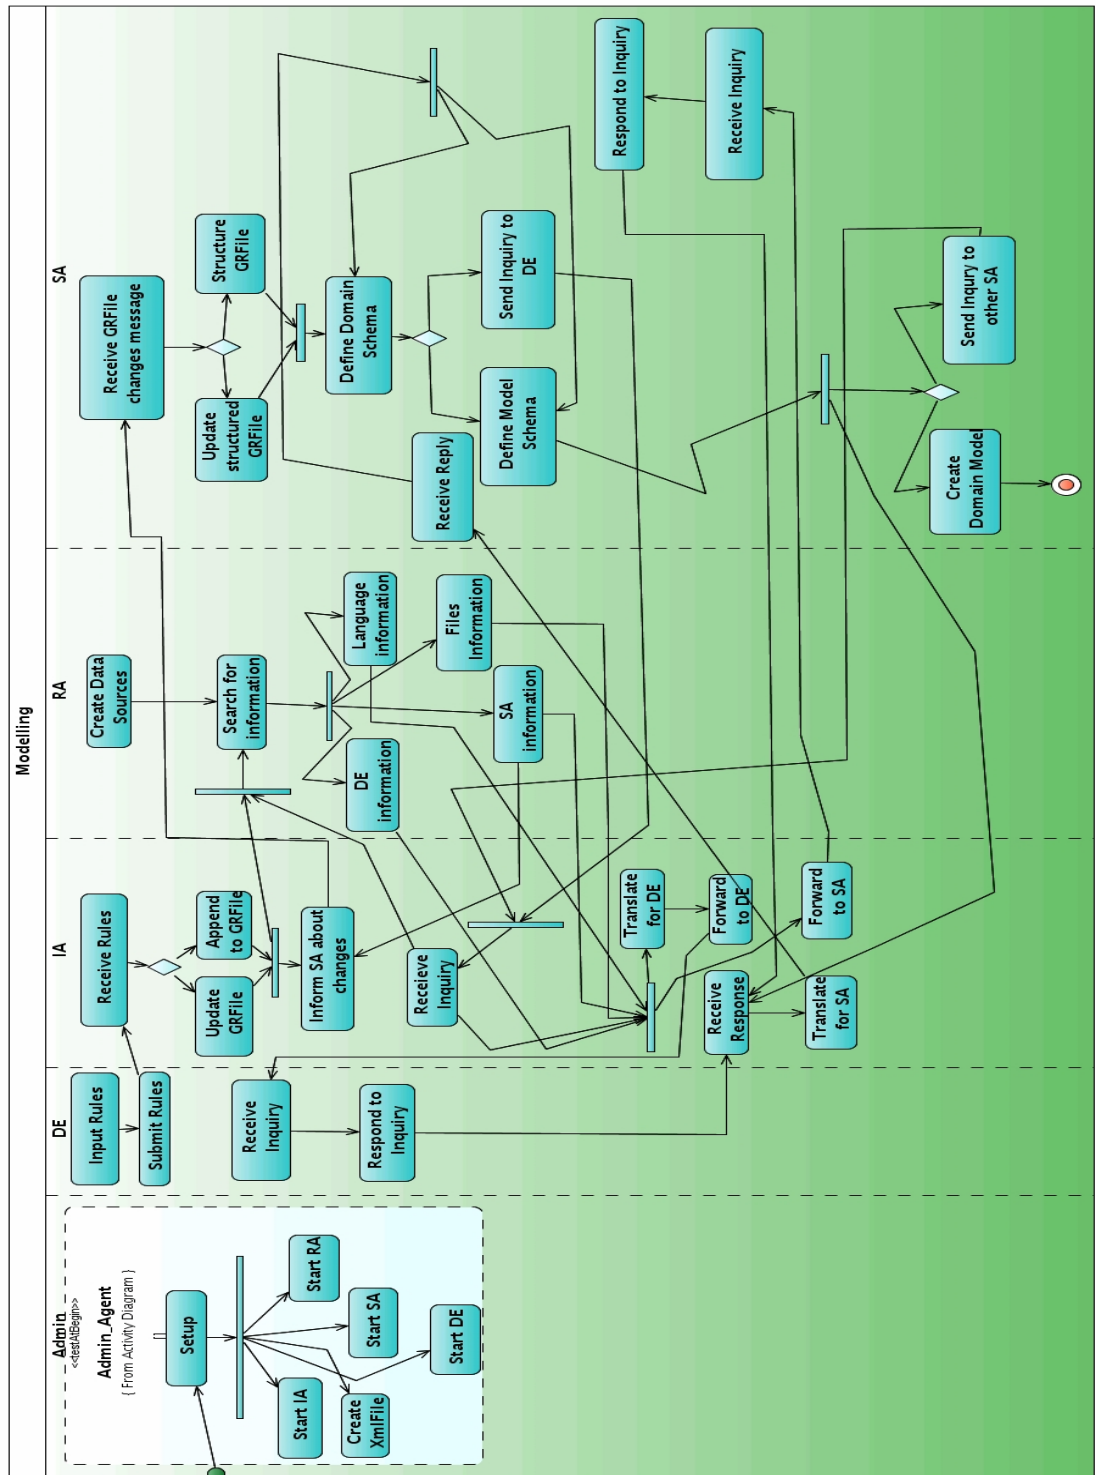 Modelling
Admin
<<testAtBegin>>
Admin_Agent
{ From Activity Diagram }
Setup
Start IA
Create
XmlFile
Start RA
Start SA
Start DE
DE
Input Rules
Submit Rules
Receive
Inquiry
Respond to
Inquiry
IA
Receive Rules
Update
GRFile
Append
to GRFile
Inform SA about
changes
Receieve
Inquiry
Translate
for DE
Forward
to DE
Receive
Response
Translate
for SA
Forward
to SA
RA
Create Data
Sources
Search for
information
DE
information
Language
information
Files
Information
SA
information
SA
Receive GRFile
changes message
Update
structured
GRFile
Structure
GRFile
Define Domain
Schema
Receive Reply
Define Model
Schema
Send Inquiry to
DE
Respond to Inquiry
Receive Inquiry
Create
Domain Model
Send Inqury to
other SA